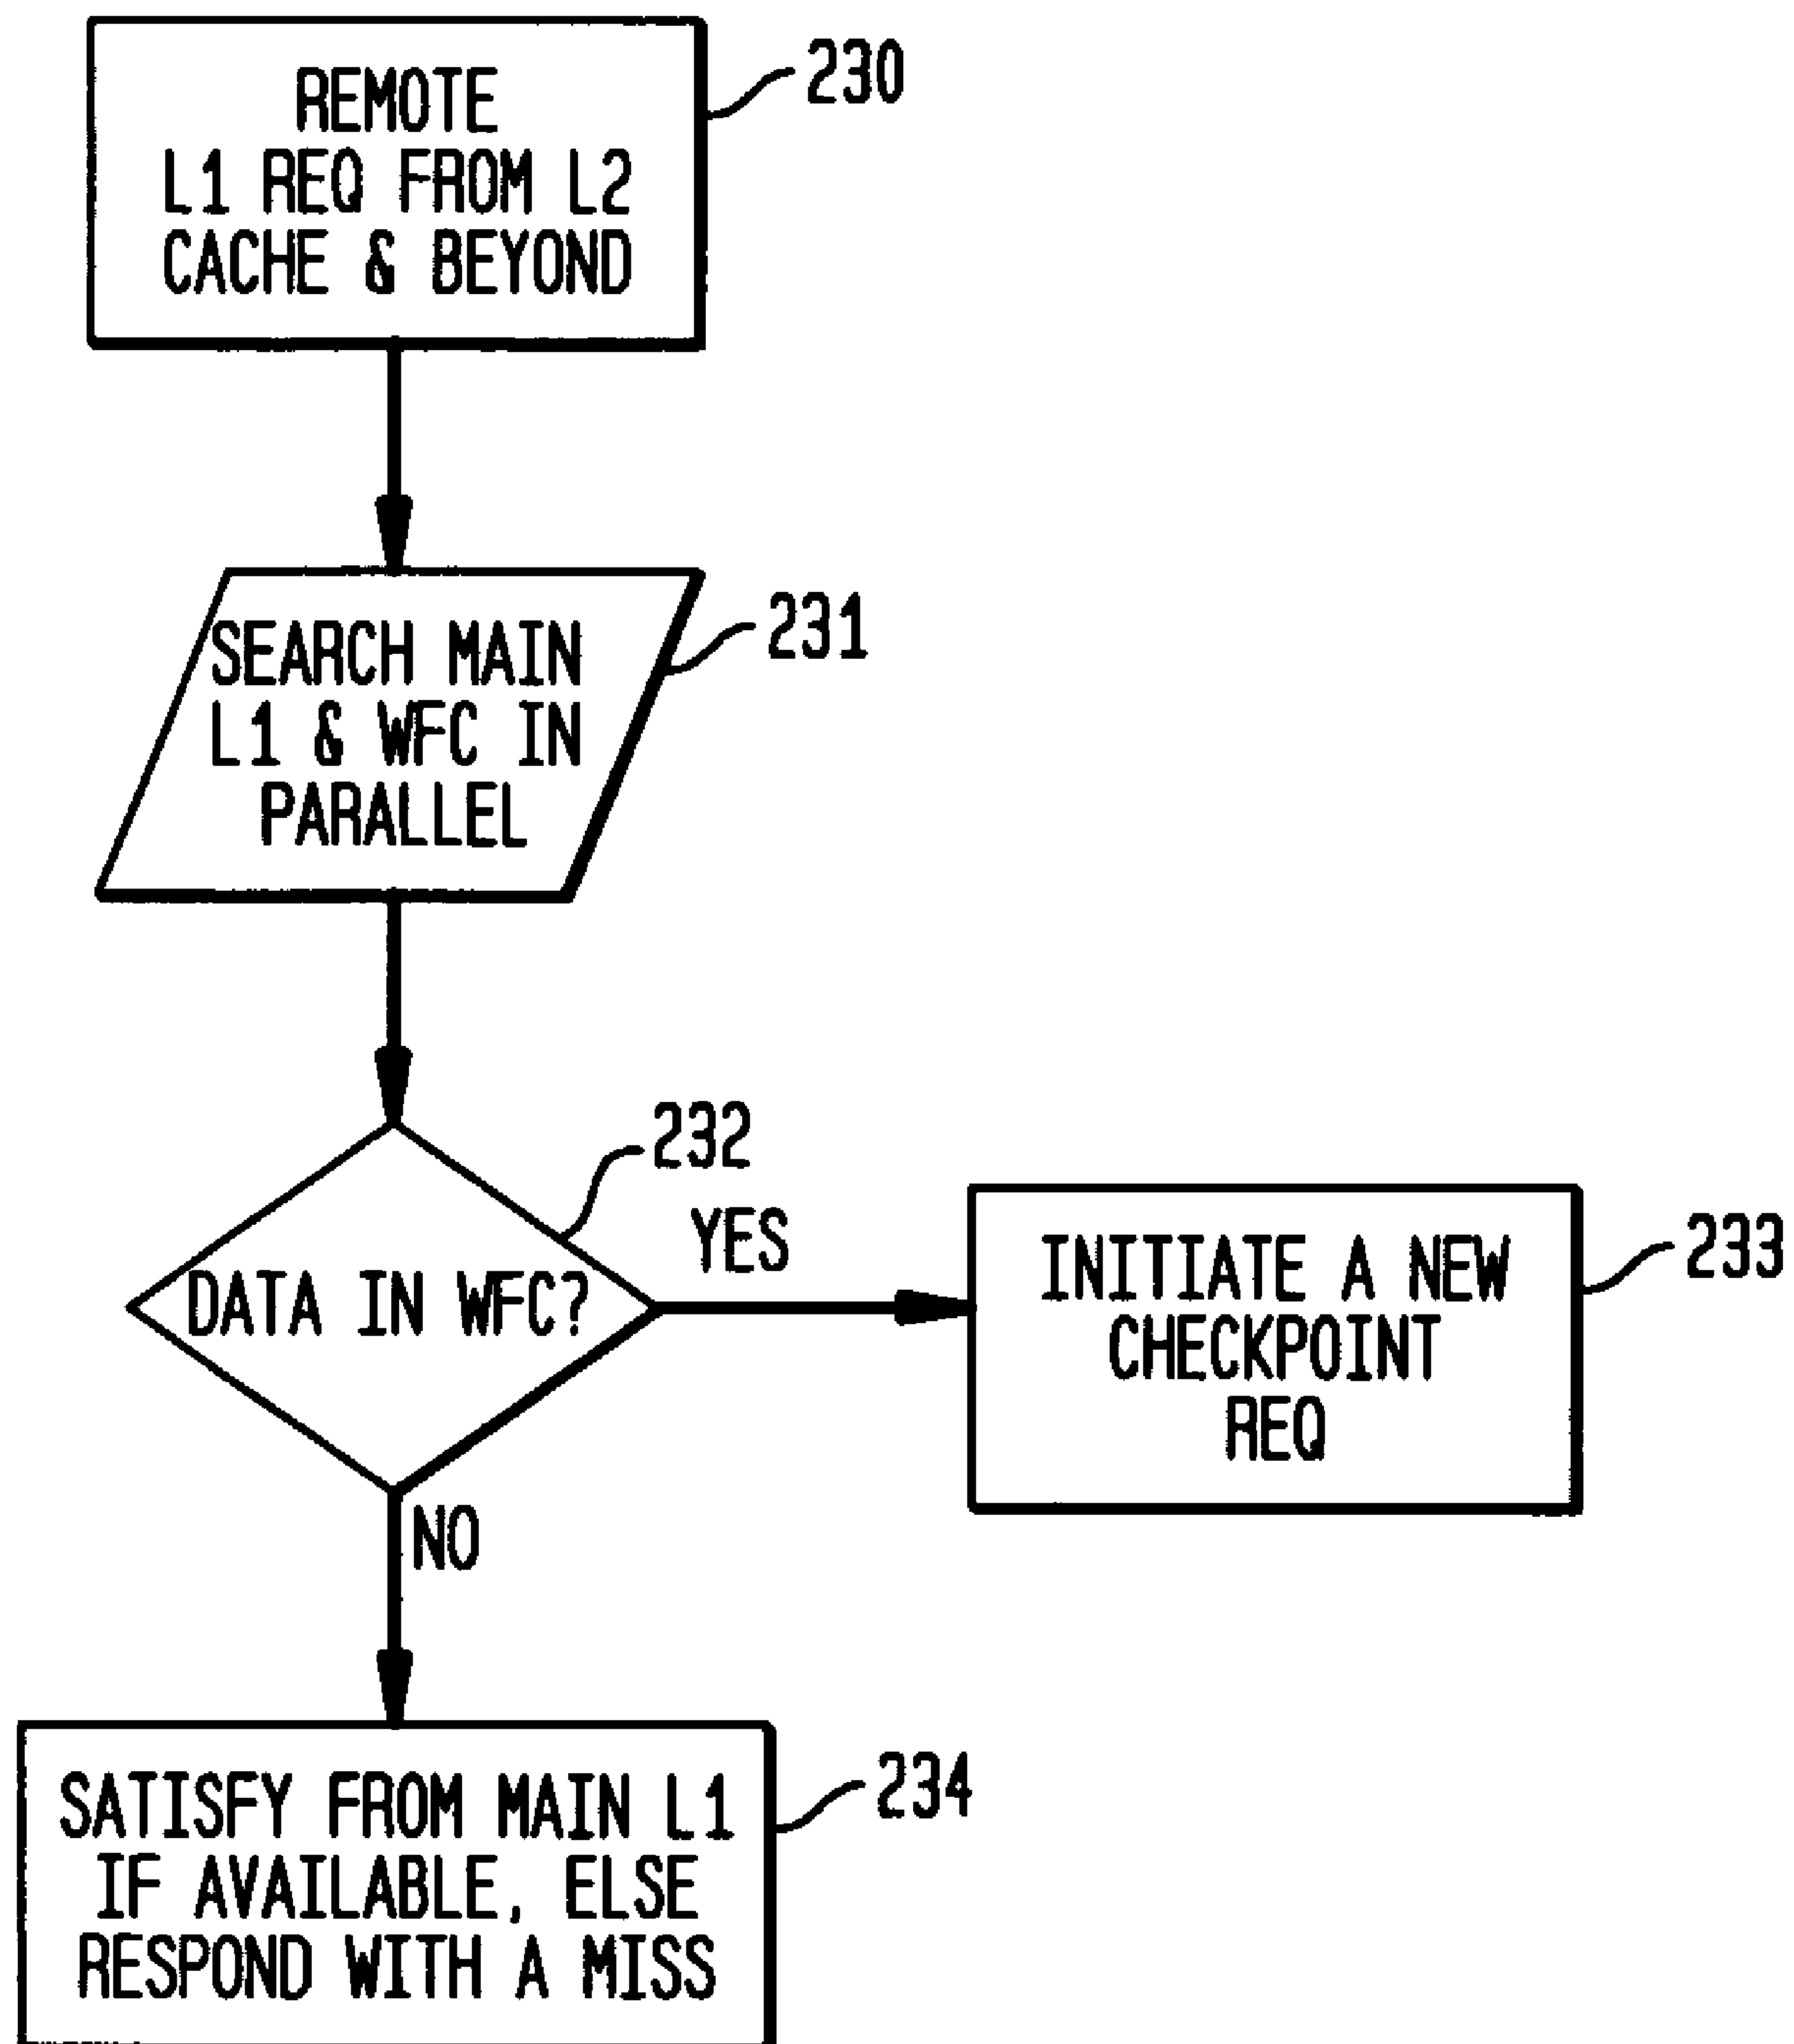 REMOTE
L1 REQ FROM L2
CACHE & BEYOND
230
SEARCH MAIN
L1 & WFC IN
PARALLEL
231
232
DATA IN WFC?
YES
INITIATE A NEW
CHECKPOINT
REQ
233
NO
SATISFY FROM MAIN L1
IF AVAILABLE, ELSE
RESPOND WITH A MISS
234